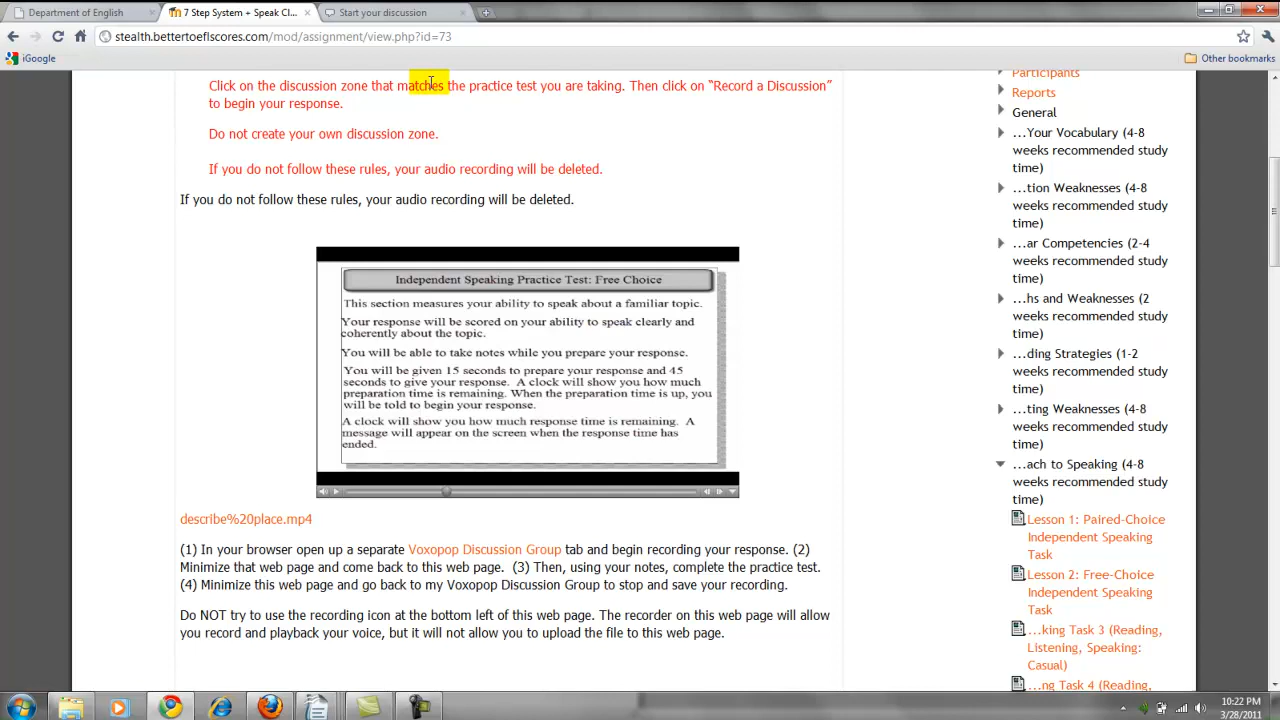 Department of English
7 Step System + Speak Cl...
Start your discussion
stealth.bettertoeflscores.com/mod/assignment/view.php?id=73
iGoogle
Other bookmarks
Click on the discussion zone that matches the practice test you are taking. Then click on “Record a Discussion”
to begin your response.
Do not create your own discussion zone.
If you do not follow these rules, your audio recording will be deleted.
If you do not follow these rules, your audio recording will be deleted.
Independent Speaking Practice Test: Free Choice
This section measures your ability to speak about a familiar topic.
Your response will be scored on your ability to speak clearly and
coherently about the topic.
You will be able to take notes while you prepare your response.
You will be given 15 seconds to prepare your response and 45
seconds to give your response. A clock will show you how much
preparation time is remaining. When the preparation time is up, you
will be told to begin your response.
A clock will show you how much response time is remaining. A
message will appear on the screen when the response time has
ended.
describe%20place.mp4
(1) In your browser open up a separate Voxopop Discussion Group tab and begin recording your response. (2)
Minimize that web page and come back to this web page. (3) Then, using your notes, complete the practice test.
(4) Minimize this web page and go back to my Voxopop Discussion Group to stop and save your recording.
Do NOT try to use the recording icon at the bottom left of this web page. The recorder on this web page will allow
you record and playback your voice, but it will not allow you to upload the file to this web page.
Participants
Reports
General
...Your Vocabulary (4-8
weeks recommended study
time)
...tion Weaknesses (4-8
weeks recommended study
time)
...ar Competencies (2-4
weeks recommended study
time)
...hs and Weaknesses (2
weeks recommended study
time)
...ding Strategies (1-2
weeks recommended study
time)
...ting Weaknesses (4-8
weeks recommended study
time)
...ach to Speaking (4-8
weeks recommended study
time)
Lesson 1: Paired-Choice
Independent Speaking
Task
Lesson 2: Free-Choice
Independent Speaking
Task
...king Task 3 (Reading,
Listening, Speaking:
Casual)
...ng Task 4 (Reading,
10:22 PM
3/28/2011